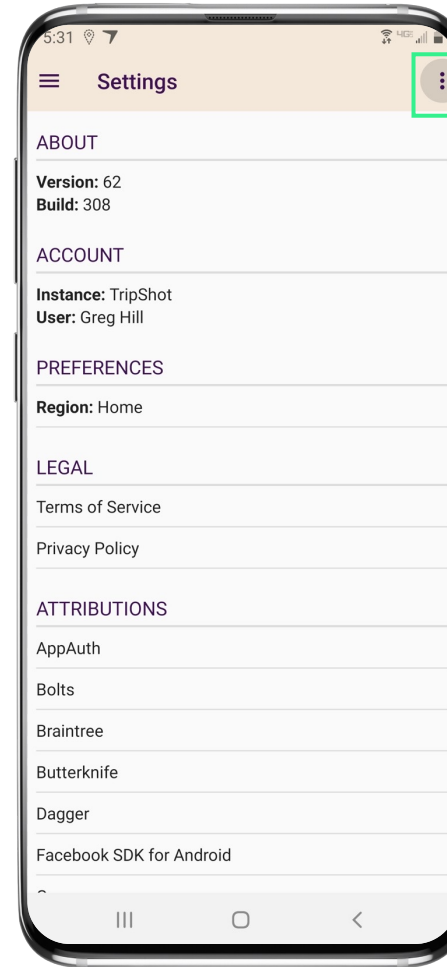 5:31
4GE
Settings
ABOUT
Version: 62
Build: 308
ACCOUNT
Instance: TripShot
User: Greg Hill
PREFERENCES
Region: Home
LEGAL
Terms of Service
Privacy Policy
ATTRIBUTIONS
AppAuth
Bolts
Braintree
Butterknife
Dagger
Facebook SDK for Android